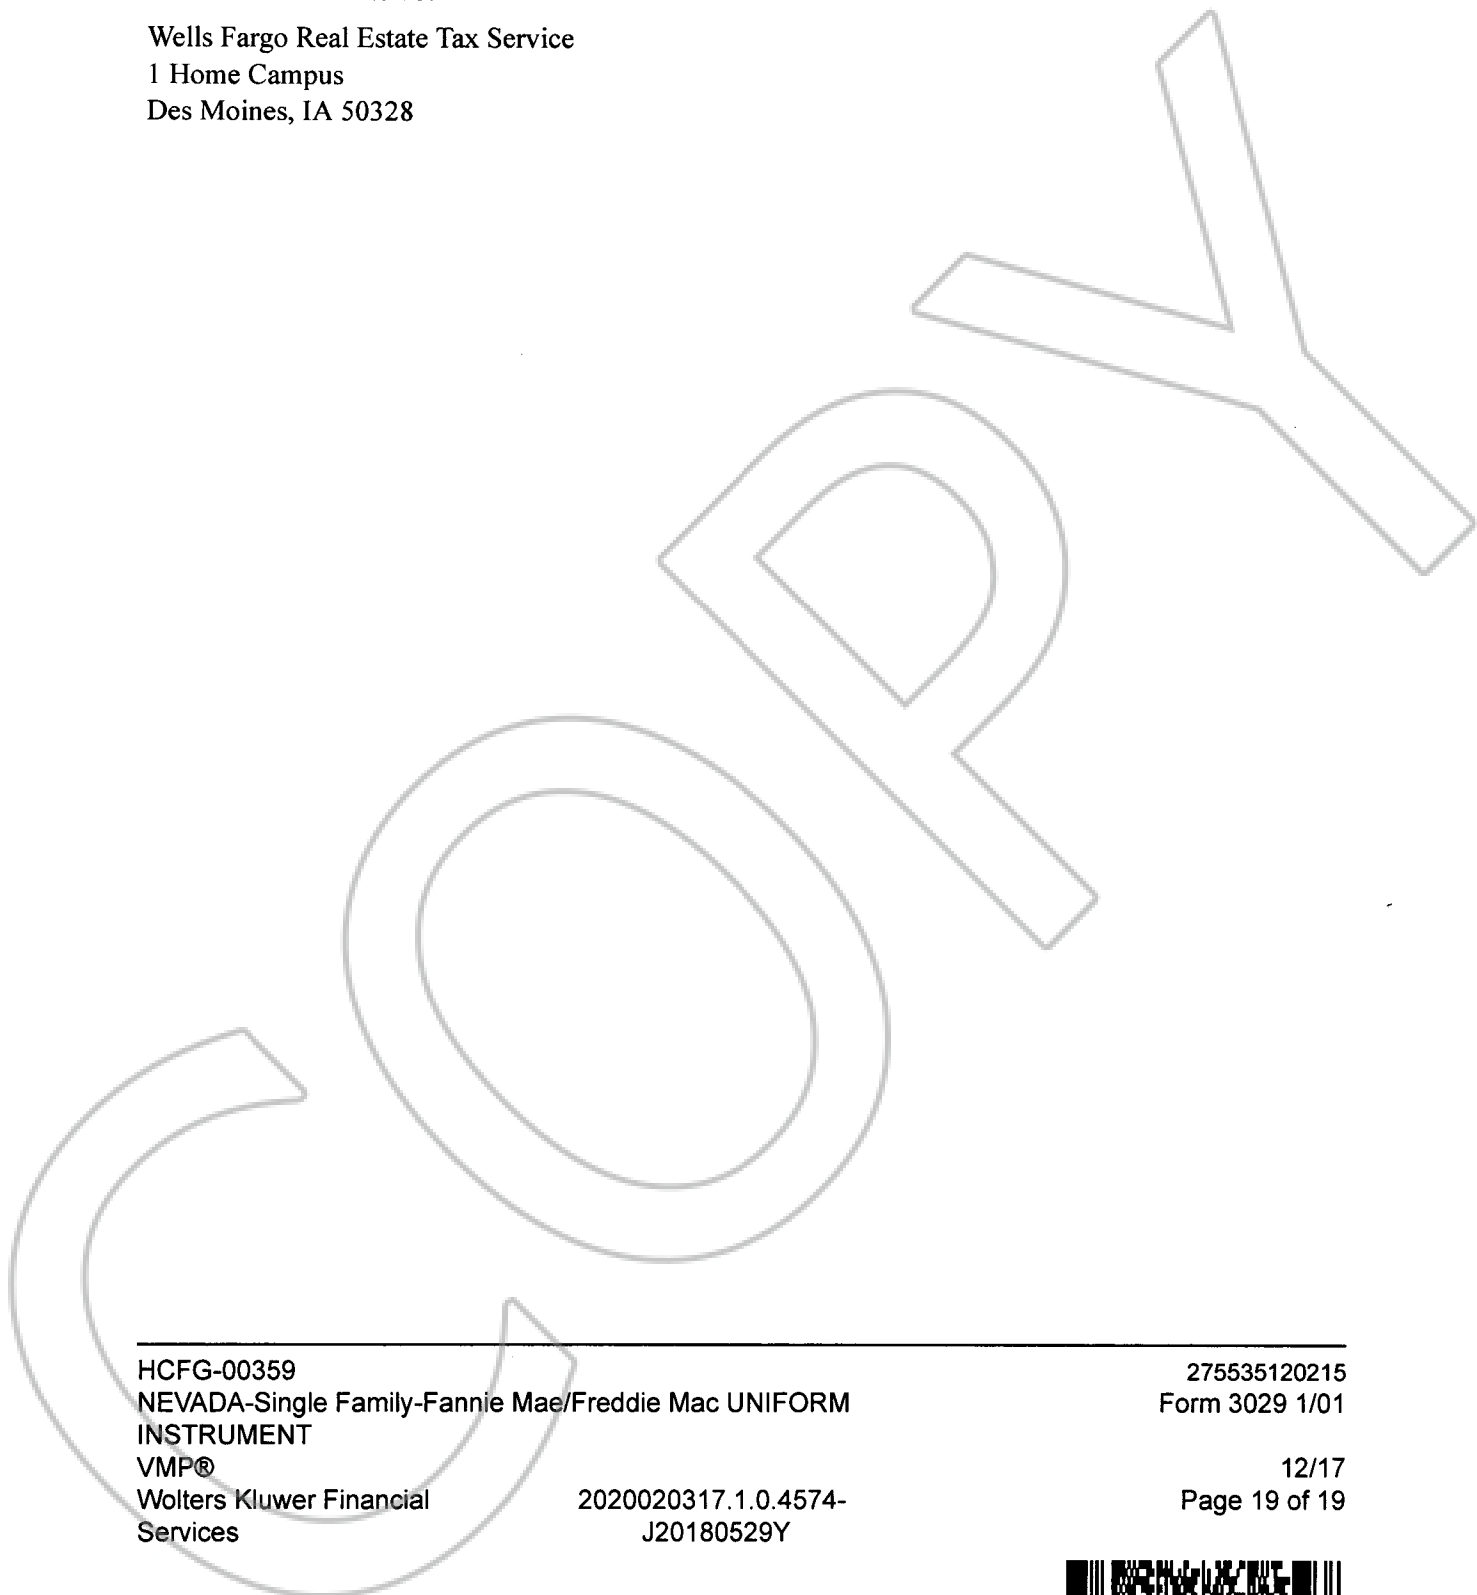 Wells Fargo Real Estate Tax Service
1 Home Campus
Des Moines, IA 50328
COPY
HCFG-00359
275535120215
NEVADA-Single Family-Fannie Mae/Freddie Mac UNIFORM
Form 3029 1/01
INSTRUMENT
VMP®
12/17
Wolters Kluwer Financial
2020020317.1.0.4574-
Page 19 of 19
Services
J20180529Y